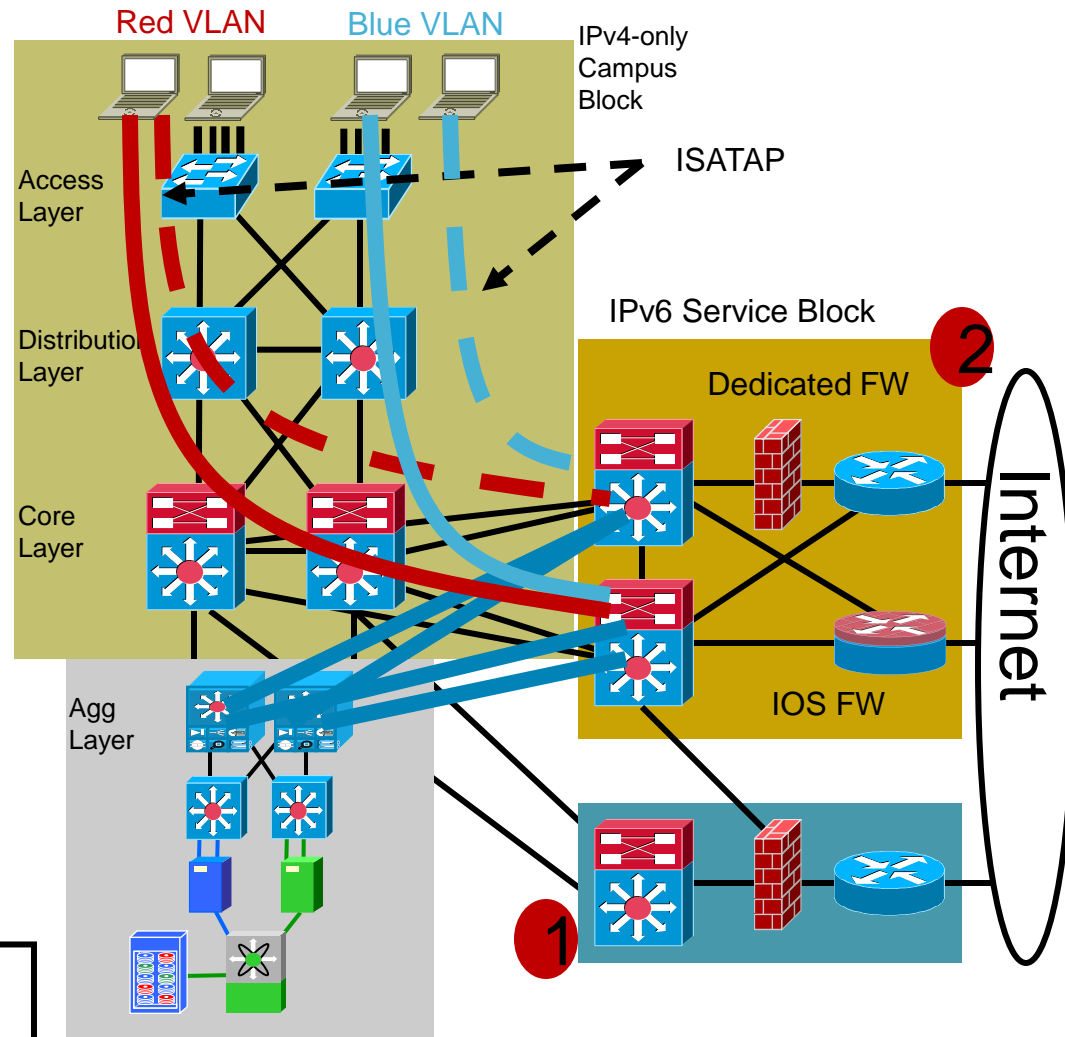 Red VLAN
Blue VLAN
IPv4-only
Campus
Block
ISATAP
Access
Layer
Distribution
Layer
IPv6 Service Block
2
Dedicated FW
Internet
Core
Layer
IOS FW
Agg
Layer
1